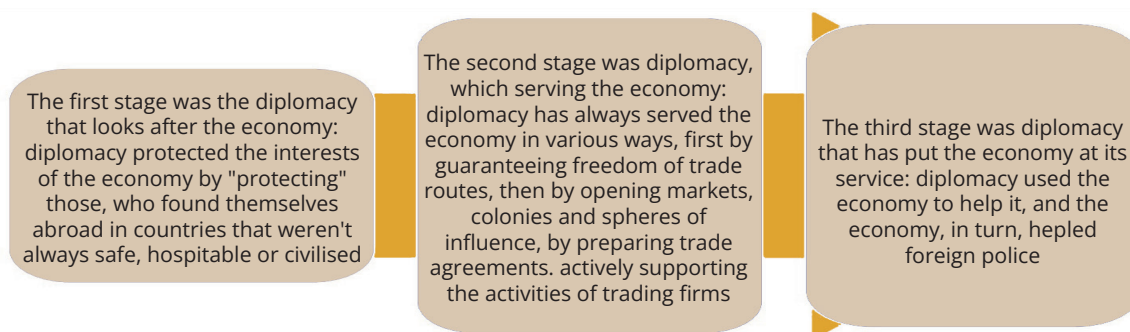 The first stage was the diplomacy
that looks after the economy:
diplomacy protected the interests
of the economy by "protecting"
those, who found themselves
abroad in countries that weren't
always safe, hospitable or civilised
The second stage was diplomacy,
which serving the economy:
diplomacy has always served the
economy in various ways, first by
guaranteeing freedom of trade
routes, then by opening markets,
colonies and spheres of
influence, by preparing trade
agreements. actively supporting
the activities of trading firms
The third stage was diplomacy
that has put the economy at its
service: diplomacy used the
economy to help it, and the
economy, in turn, hepled
foreign police